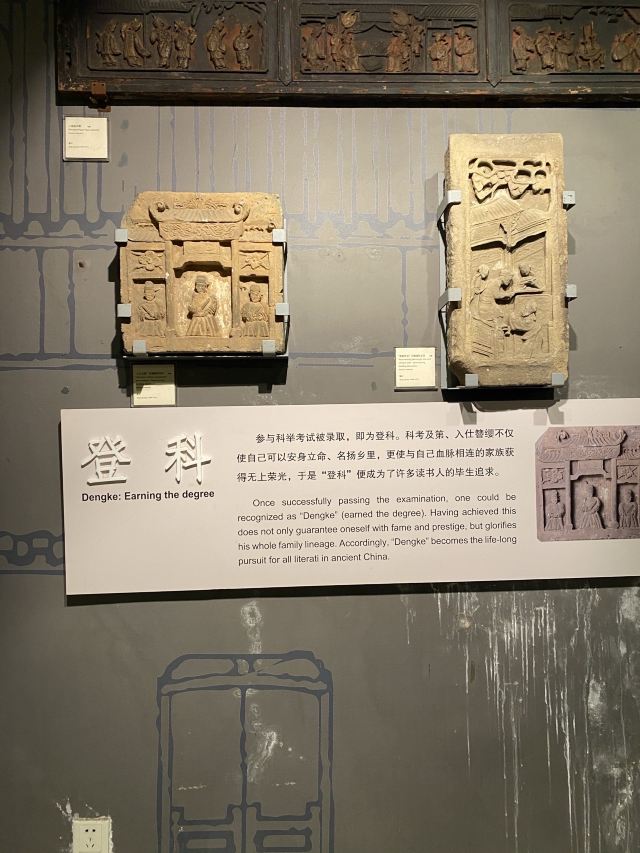 登 科
Dengke: Earning the degree
参与科举考试被录取，即为登科。科考及第、入仕簪缨不仅
使自己可以安身立命、名扬乡里，更使与自己血脉相连的家族获
得无上荣光，于是“登科”便成为了许多读书人的毕生追求。
Once successfully passing the examination, one could be
recognized as “Dengke” (earned the degree). Having achieved this
does not only guarantee oneself with fame and prestige, but glorifies
his whole family lineage. Accordingly, “Dengke” becomes the life-long
pursuit for all literati in ancient China.